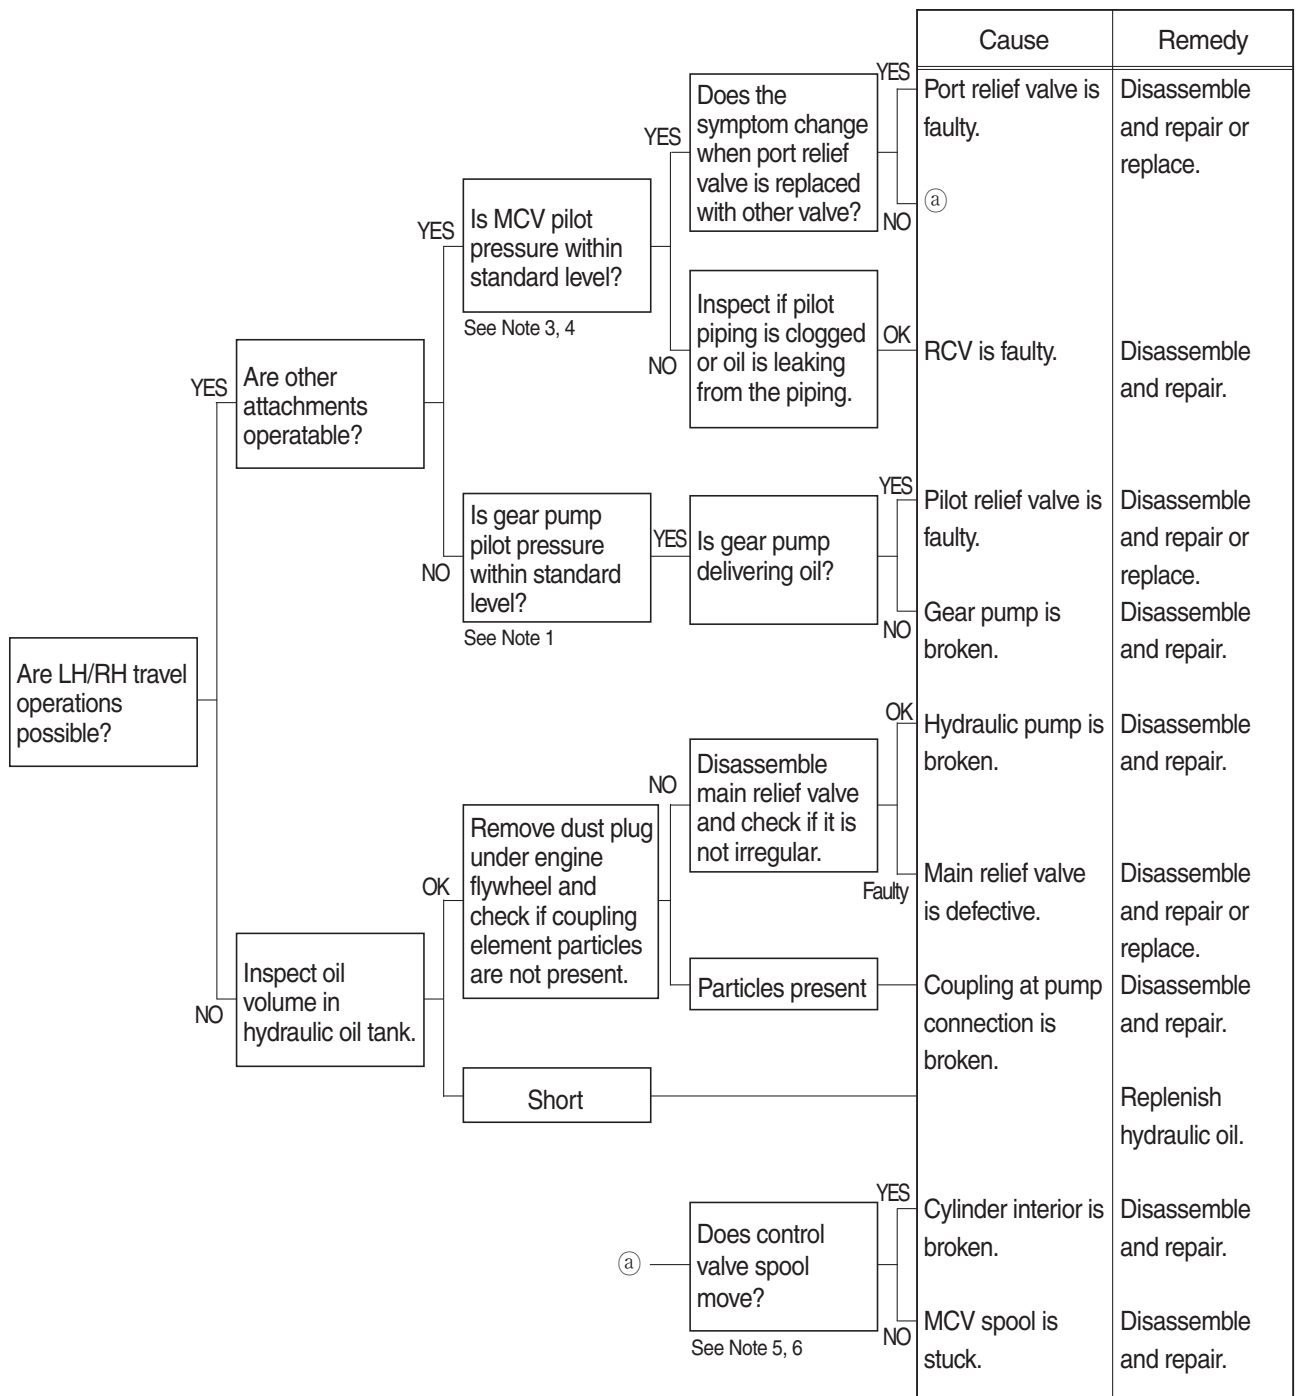 Cause
Remedy
YES
Does the
symptom change
when port relief
valve is replaced
with other valve?
Port relief valve is
faulty.
Disassemble
and repair or
replace.
YES
NO
ⓐ
YES
Is MCV pilot
pressure within
standard level?
See Note 3, 4
NO
Inspect if pilot
piping is clogged
or oil is leaking
from the piping.
OK
RCV is faulty.
Disassemble
and repair.
YES
Are other
attachments
operatable?
NO
Is gear pump
pilot pressure
within standard
level?
See Note 1
YES
Is gear pump
delivering oil?
YES
Pilot relief valve is
faulty.
Disassemble
and repair or
replace.
NO
Gear pump is
broken.
Disassemble
and repair.
Are LH/RH travel
operations
possible?
NO
Inspect oil
volume in
hydraulic oil tank.
OK
Remove dust plug
under engine
flywheel and
check if coupling
element particles
are not present.
NO
Disassemble
main relief valve
and check if it is
not irregular.
OK
Hydraulic pump is
broken.
Disassemble
and repair.
Faulty
Main relief valve
is defective.
Disassemble
and repair or
replace.
Particles present
Coupling at pump
connection is
broken.
Disassemble
and repair.
Short
Replenish
hydraulic oil.
ⓐ
Does control
valve spool
move?
See Note 5, 6
YES
Cylinder interior is
broken.
Disassemble
and repair.
NO
MCV spool is
stuck.
Disassemble
and repair.